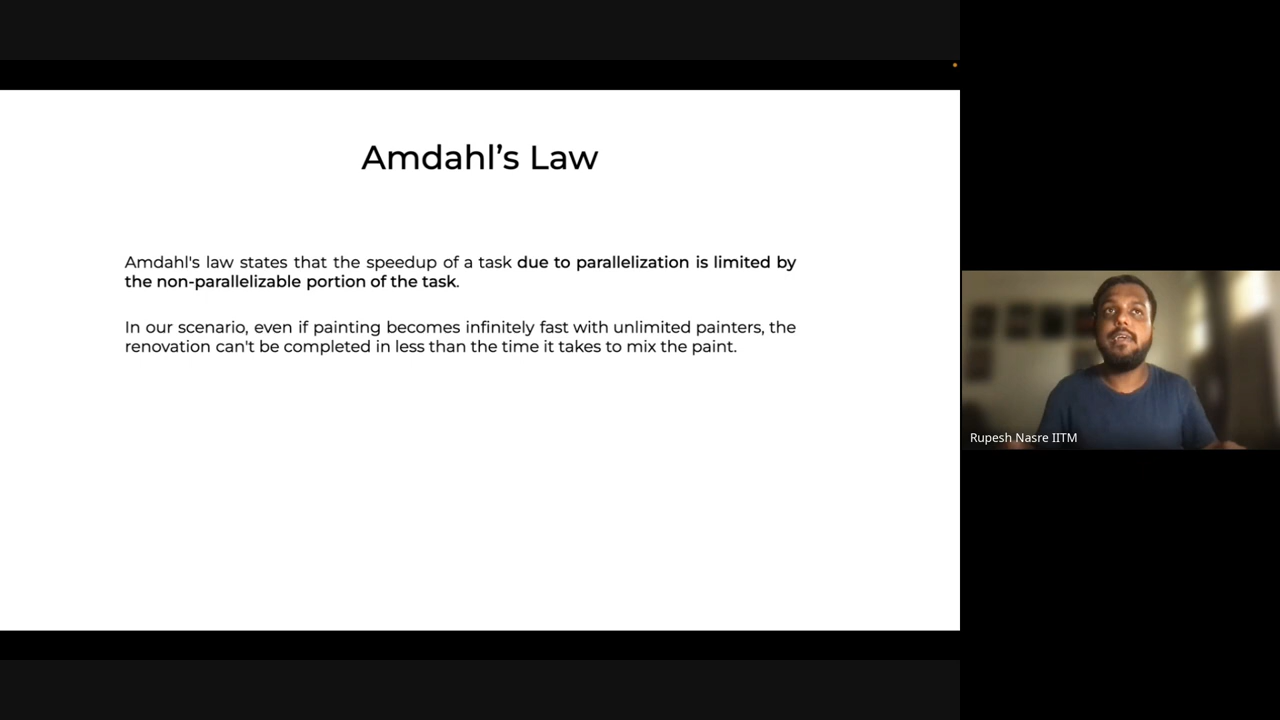 Amdahl’s Law
Amdahl's law states that the speedup of a task due to parallelization is limited by
the non-parallelizable portion of the task.
In our scenario, even if painting becomes infinitely fast with unlimited painters, the
renovation can't be completed in less than the time it takes to mix the paint.
Rupesh Nasre IITM